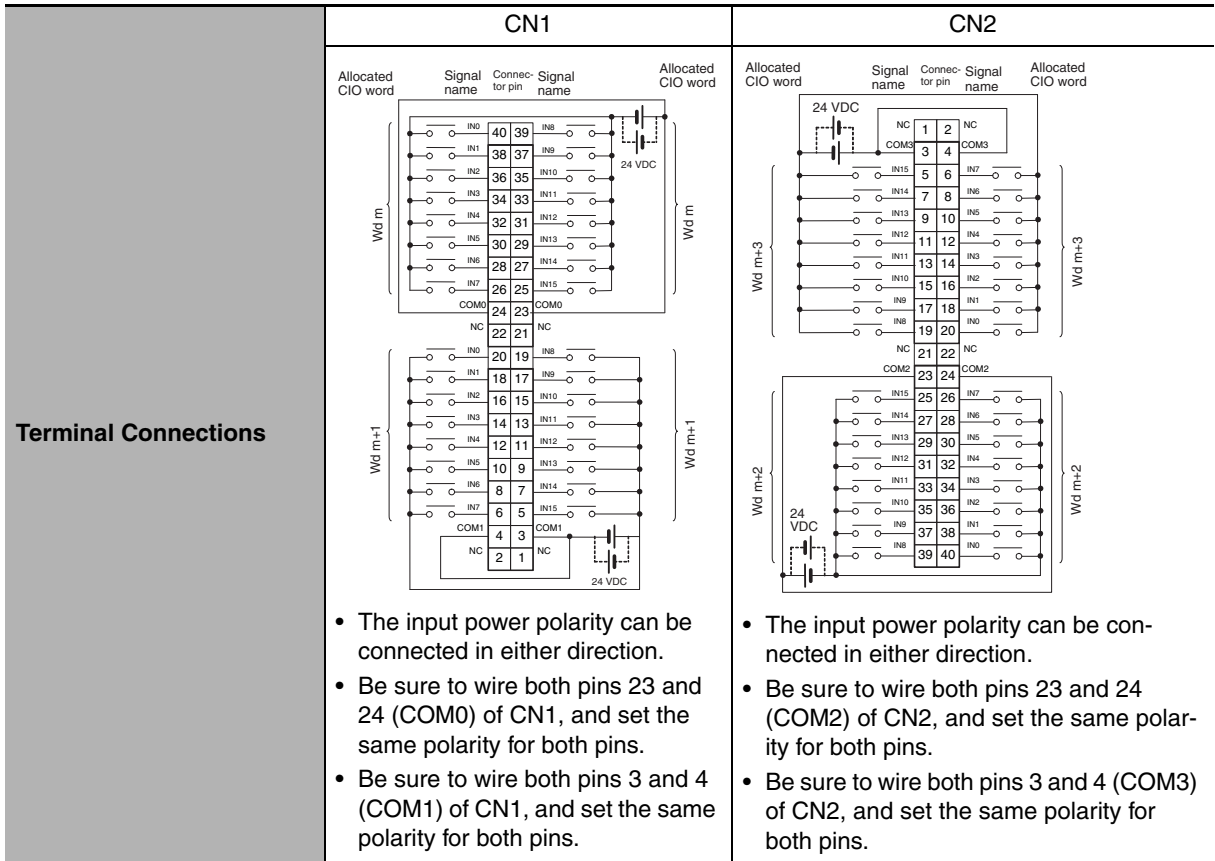 CN1
CN2
Terminal Connections
Allocated CIO word
Signal name
Connec-tor pin
Signal name
Allocated CIO word
24 VDC
Wd m
Wd m
IN0 40 39 IN8
IN1 38 37 IN9
IN2 36 35 IN10
IN3 34 33 IN11
IN4 32 31 IN12
IN5 30 29 IN13
IN6 28 27 IN14
IN7 26 25 IN15
COM0 24 23 COM0
NC 22 21 NC
Wd m+1
Wd m+1
IN0 20 19 IN8
IN1 18 17 IN9
IN2 16 15 IN10
IN3 14 13 IN11
IN4 12 11 IN12
IN5 10 9 IN13
IN6 8 7 IN14
IN7 6 5 IN15
COM1 4 3 COM1
NC 2 1 NC
24 VDC
• The input power polarity can be
connected in either direction.
• Be sure to wire both pins 23 and
24 (COM0) of CN1, and set the
same polarity for both pins.
• Be sure to wire both pins 3 and 4
(COM1) of CN1, and set the same
polarity for both pins.
Allocated CIO word
Signal name
Connec-tor pin
Signal name
Allocated CIO word
24 VDC
NC 1 2 NC
COM3 3 4 COM3
Wd m+3
Wd m+3
IN15 5 6 IN7
IN14 7 8 IN6
IN13 9 10 IN5
IN12 11 12 IN4
IN11 13 14 IN3
IN10 15 16 IN2
IN9 17 18 IN1
IN8 19 20 IN0
NC 21 22 NC
COM2 23 24 COM2
Wd m+2
Wd m+2
IN15 25 26 IN7
IN14 27 28 IN6
IN13 29 30 IN5
IN12 31 32 IN4
IN11 33 34 IN3
IN10 35 36 IN2
IN9 37 38 IN1
IN8 39 40 IN0
24 VDC
• The input power polarity can be con-
nected in either direction.
• Be sure to wire both pins 23 and 24
(COM2) of CN2, and set the same polar-
ity for both pins.
• Be sure to wire both pins 3 and 4 (COM3)
of CN2, and set the same polarity for
both pins.